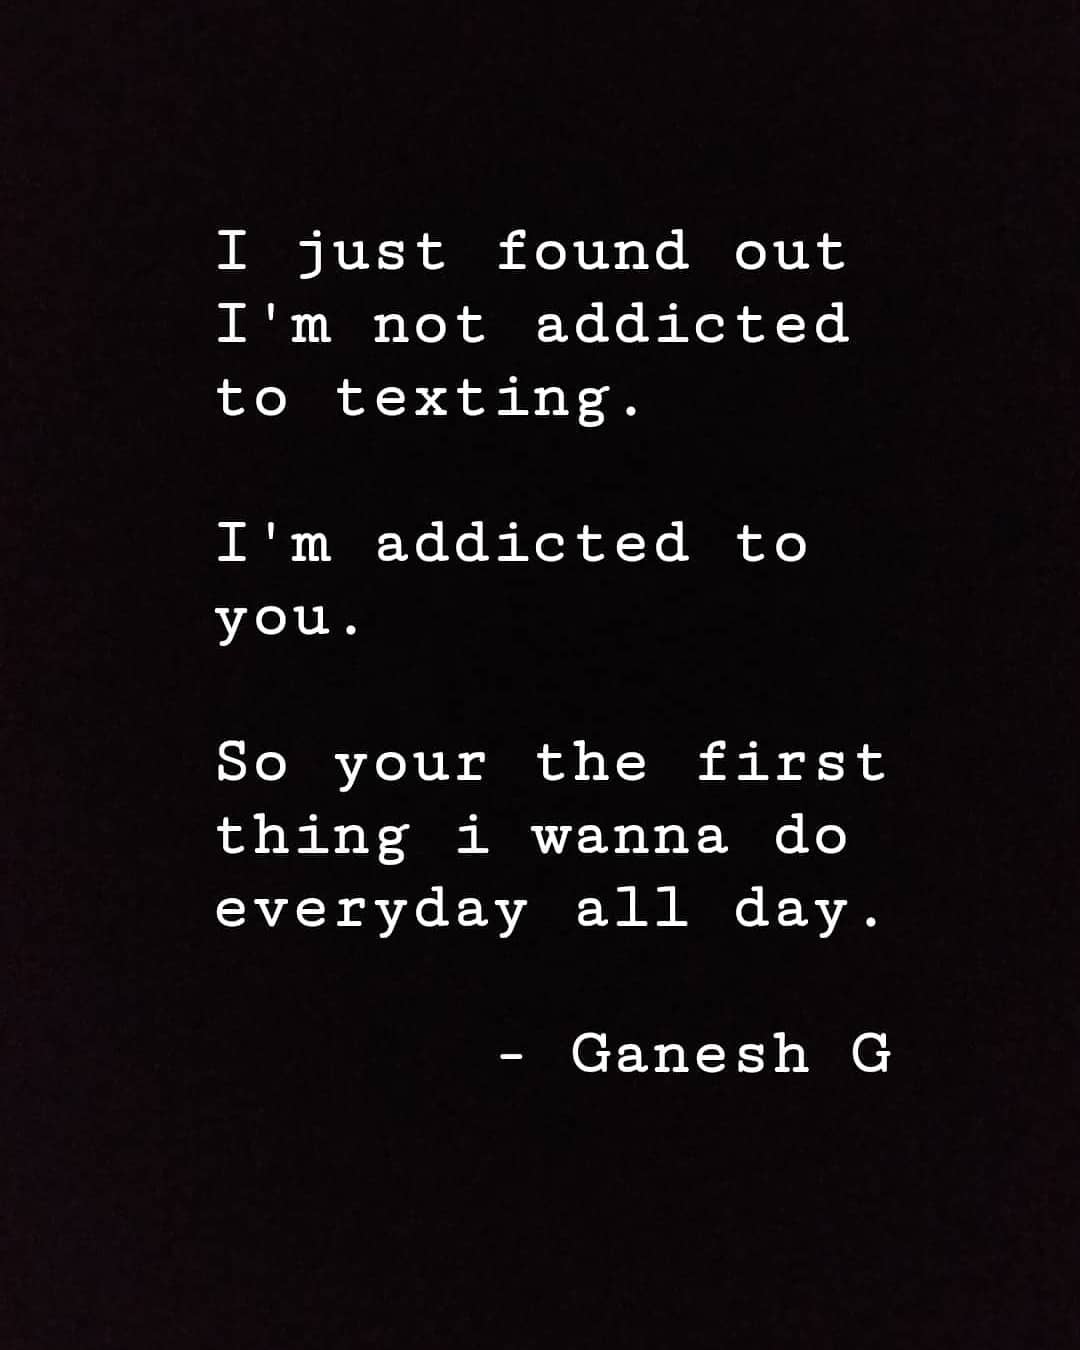 I just found out
I'm not addicted
to texting.
I'm addicted to
you.
So your the first
thing i wanna do
everyday all day.
- Ganesh G